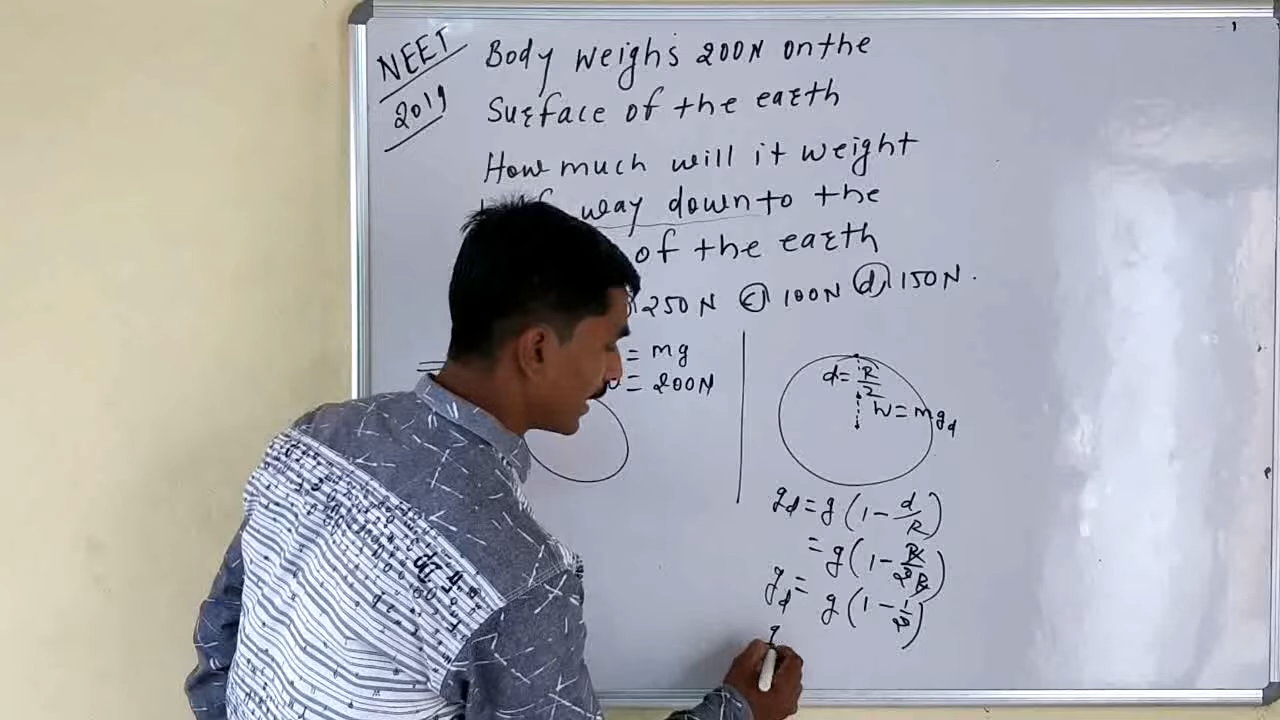 NEET
2019
Body weighs 200N on the
Surface of the earth
How much will it weight
way down to the
of the earth
250 N (c) 100N (d) 150N.
= mg
= 200N
d = R/2
W = mg_d
g_d = g (1 - d/R)
= g (1 - R/2R)
g_d = g (1 - 1/2)